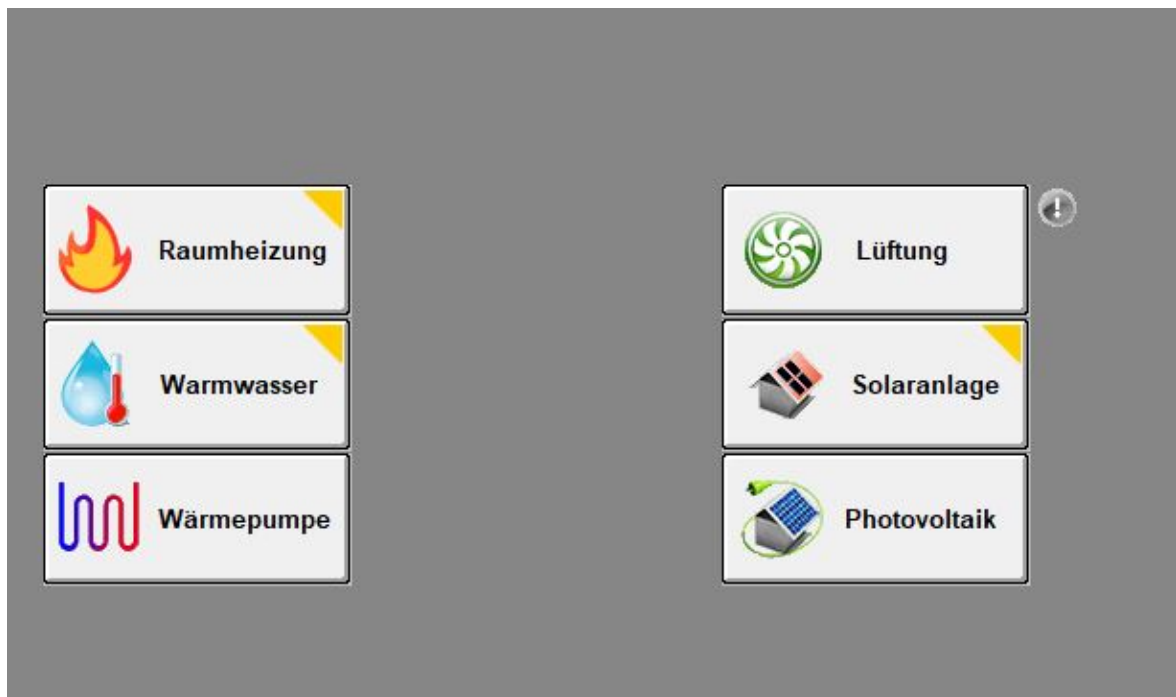 Raumheizung
Warmwasser
Wärmepumpe
Lüftung
Solaranlage
Photovoltaik